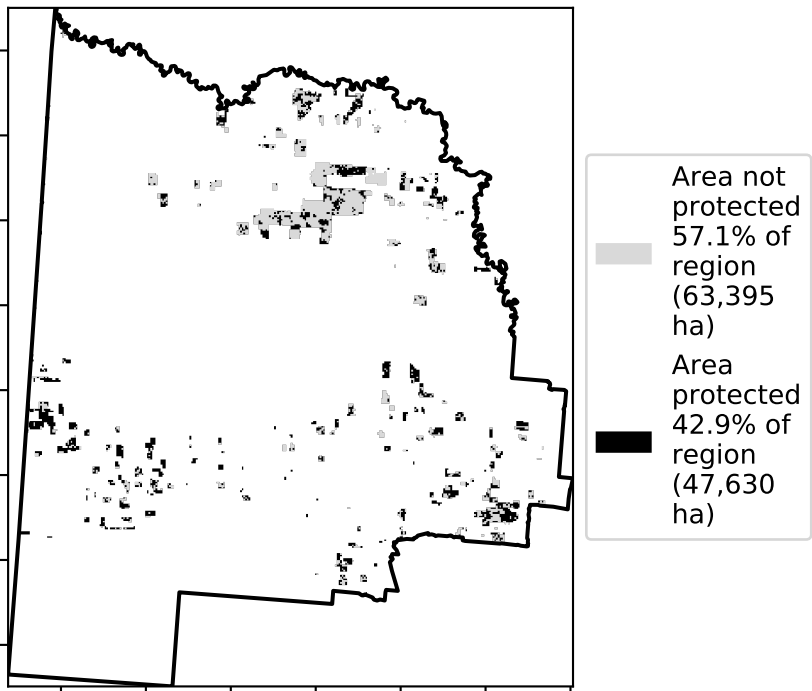 Area not
protected
57.1% of
region
(63,395
ha)
Area
protected
42.9% of
region
(47,630
ha)